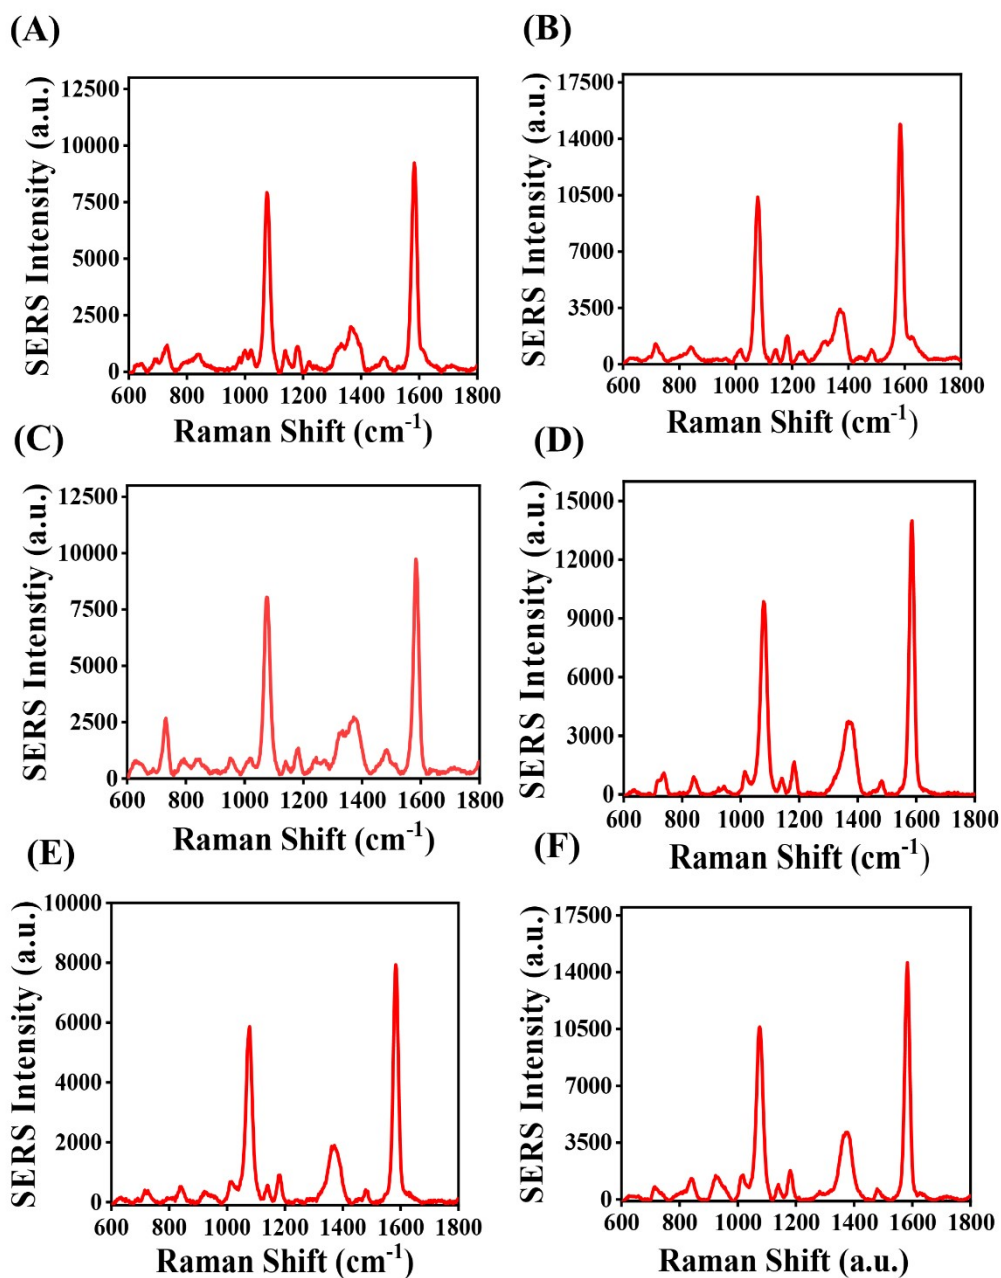 (A)
SERS Intensity (a.u.)
12500
10000
7500
5000
2500
0
600 800 1000 1200 1400 1600 1800
Raman Shift (cm-1)
(B)
SERS Intensity (a.u.)
17500
14000
10500
7000
3500
0
600 800 1000 1200 1400 1600 1800
Raman Shift (cm-1)
(C)
SERS Intenstiy (a.u.)
12500
10000
7500
5000
2500
0
600 800 1000 1200 1400 1600 1800
Raman Shift (cm-1)
(D)
SERS Intensity (a.u.)
15000
12000
9000
6000
3000
0
600 800 1000 1200 1400 1600 1800
Raman Shift (cm-1)
(E)
SERS Intensity (a.u.)
10000
8000
6000
4000
2000
0
600 800 1000 1200 1400 1600 1800
Raman Shift (cm-1)
(F)
SERS Intensity (a.u.)
17500
14000
10500
7000
3500
0
600 800 1000 1200 1400 1600 1800
Raman Shift (a.u.)